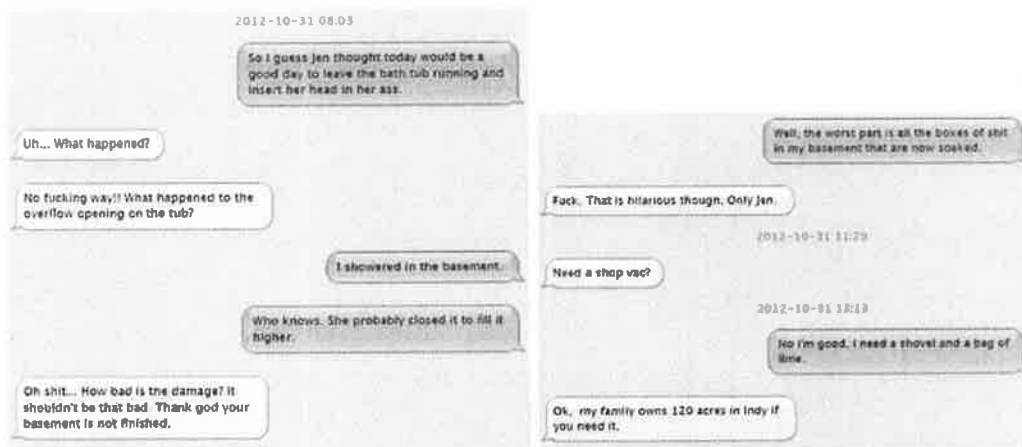 2012-10-31 08:03
So I guess Jen thought today would be a
good day to leave the bath tub running and
insert her head in her ass.
Uh... What happened?
No fucking way!! What happened to the
overflow opening on the tub?
I showered in the basement.
Who knows. She probably closed it to fill it
higher.
Oh shit... How bad is the damage? It
shouldn't be that bad. Thank god your
basement is not finished.
Well, the worst part is all the boxes of shit
in my basement that are now soaked.
Fuck. That is hilarious though. Only Jen.
2012-10-31 11:29
Need a shop vac?
2012-10-31 13:13
No I'm good. I need a shovel and a bag of
lime.
Ok, my family owns 120 acres in Indy if
you need it.